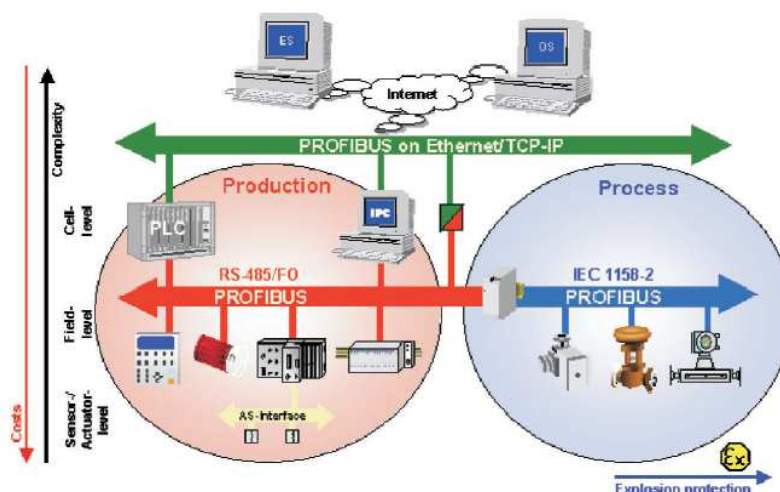 ES
OS
Internet
Complexity
PROFIBUS on Ethernet/TCP-IP
Production
Process
Cell-
level
PLC
IPC
RS-485/FO
IEC 1158-2
PROFIBUS
PROFIBUS
Field-
level
AS-Interface
Sensor-/
Actuator-
level
Costs
Ex
Explosion protection